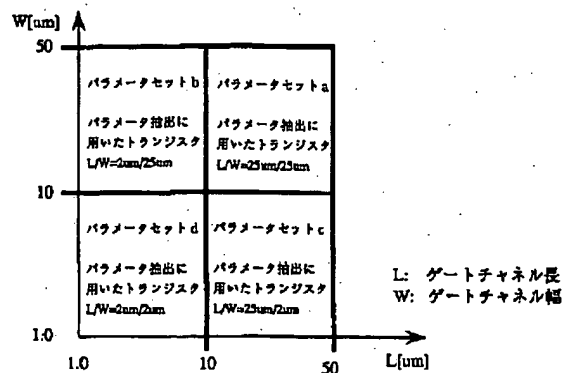 W[um]
50
パラメータセットb
パラメータ抽出に
用いたトランジスタ
L/W=2um/25um
パラメータセットa
パラメータ抽出に
用いたトランジスタ
L/W=25um/25um
10
パラメータセットd
パラメータ抽出に
用いたトランジスタ
L/W=2um/2um
パラメータセットc
パラメータ抽出に
用いたトランジスタ
L/W=25um/2um
L: ゲートチャネル長
W: ゲートチャネル幅
1.0
1.0
10
50
L[um]